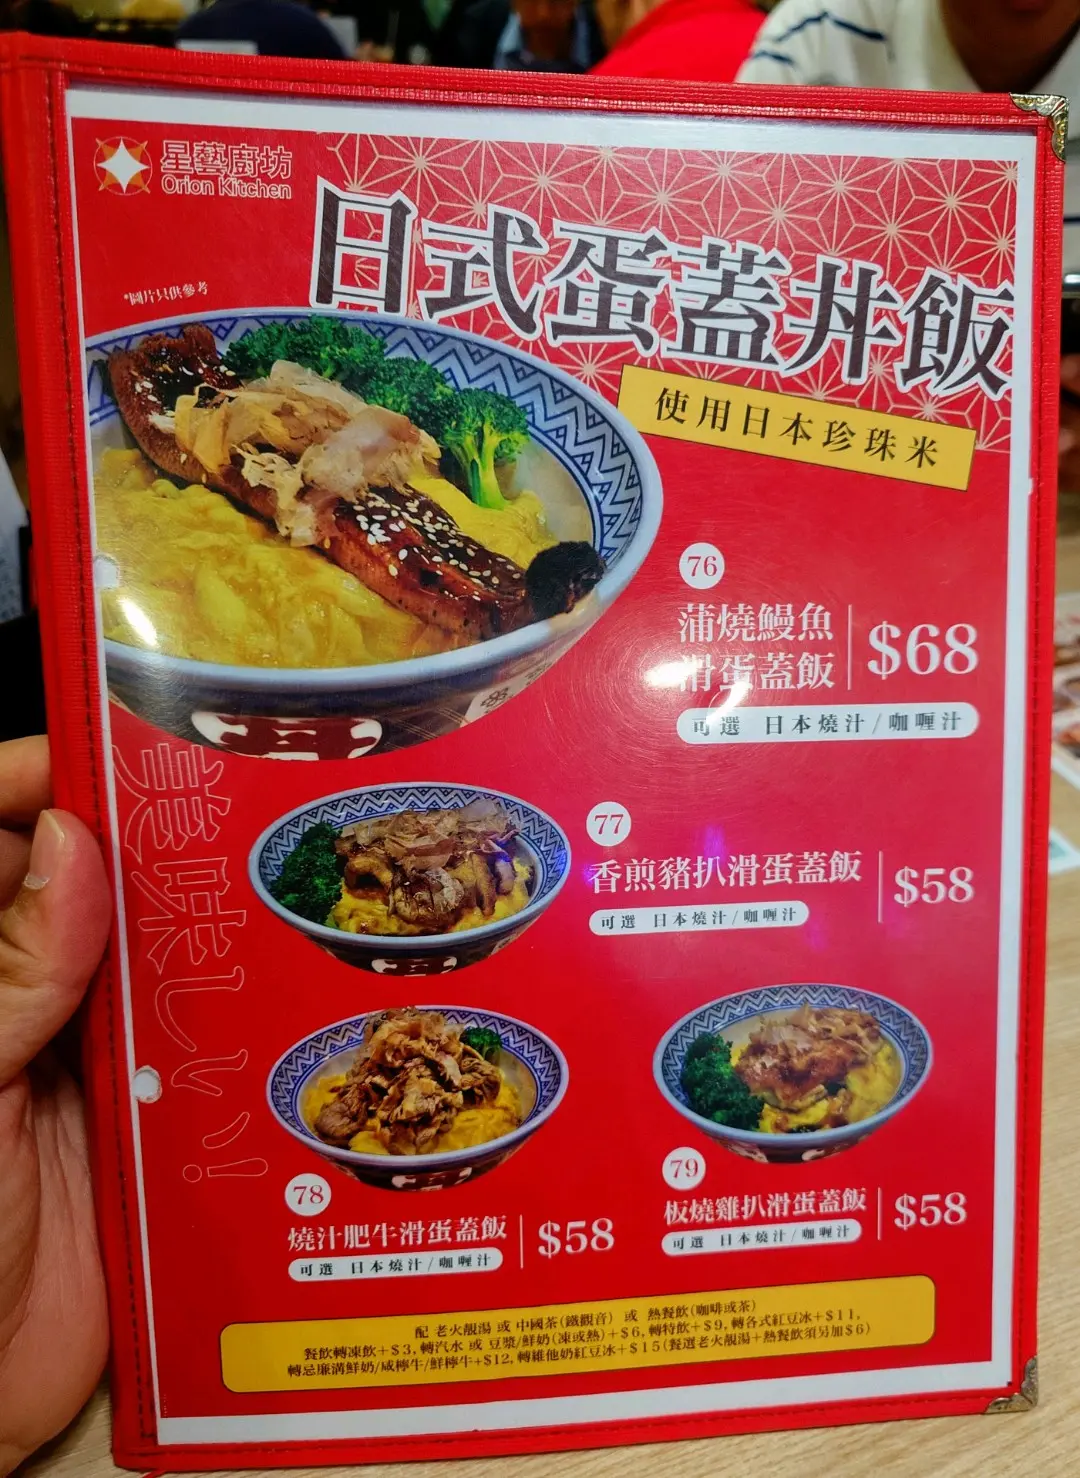 星藝廚坊
Orion Kitchen
日式蛋蓋丼飯
*圖片只供參考
使用日本珍珠米
76
蒲燒鰻魚
滑蛋蓋飯
$68
可選 日本燒汁/咖喱汁
美味しい!
77
香煎豬扒滑蛋蓋飯
$58
可選 日本燒汁/咖喱汁
78
燒汁肥牛滑蛋蓋飯
$58
可選 日本燒汁/咖喱汁
79
板燒雞扒滑蛋蓋飯
$58
可選 日本燒汁/咖喱汁
配 老火靚湯 或 中國茶(鐵觀音) 或 熱餐飲(咖啡或茶)
餐飲轉凍飲+$3, 轉汽水 或 豆漿/鮮奶(凍或熱)+$6, 轉特飲+$9, 轉各式紅豆冰+$11,
轉忌廉溝鮮奶/咸檸牛/鮮檸牛+$12, 轉維他奶紅豆冰+$15(餐選老火靚湯+熱餐飲須另加$6)